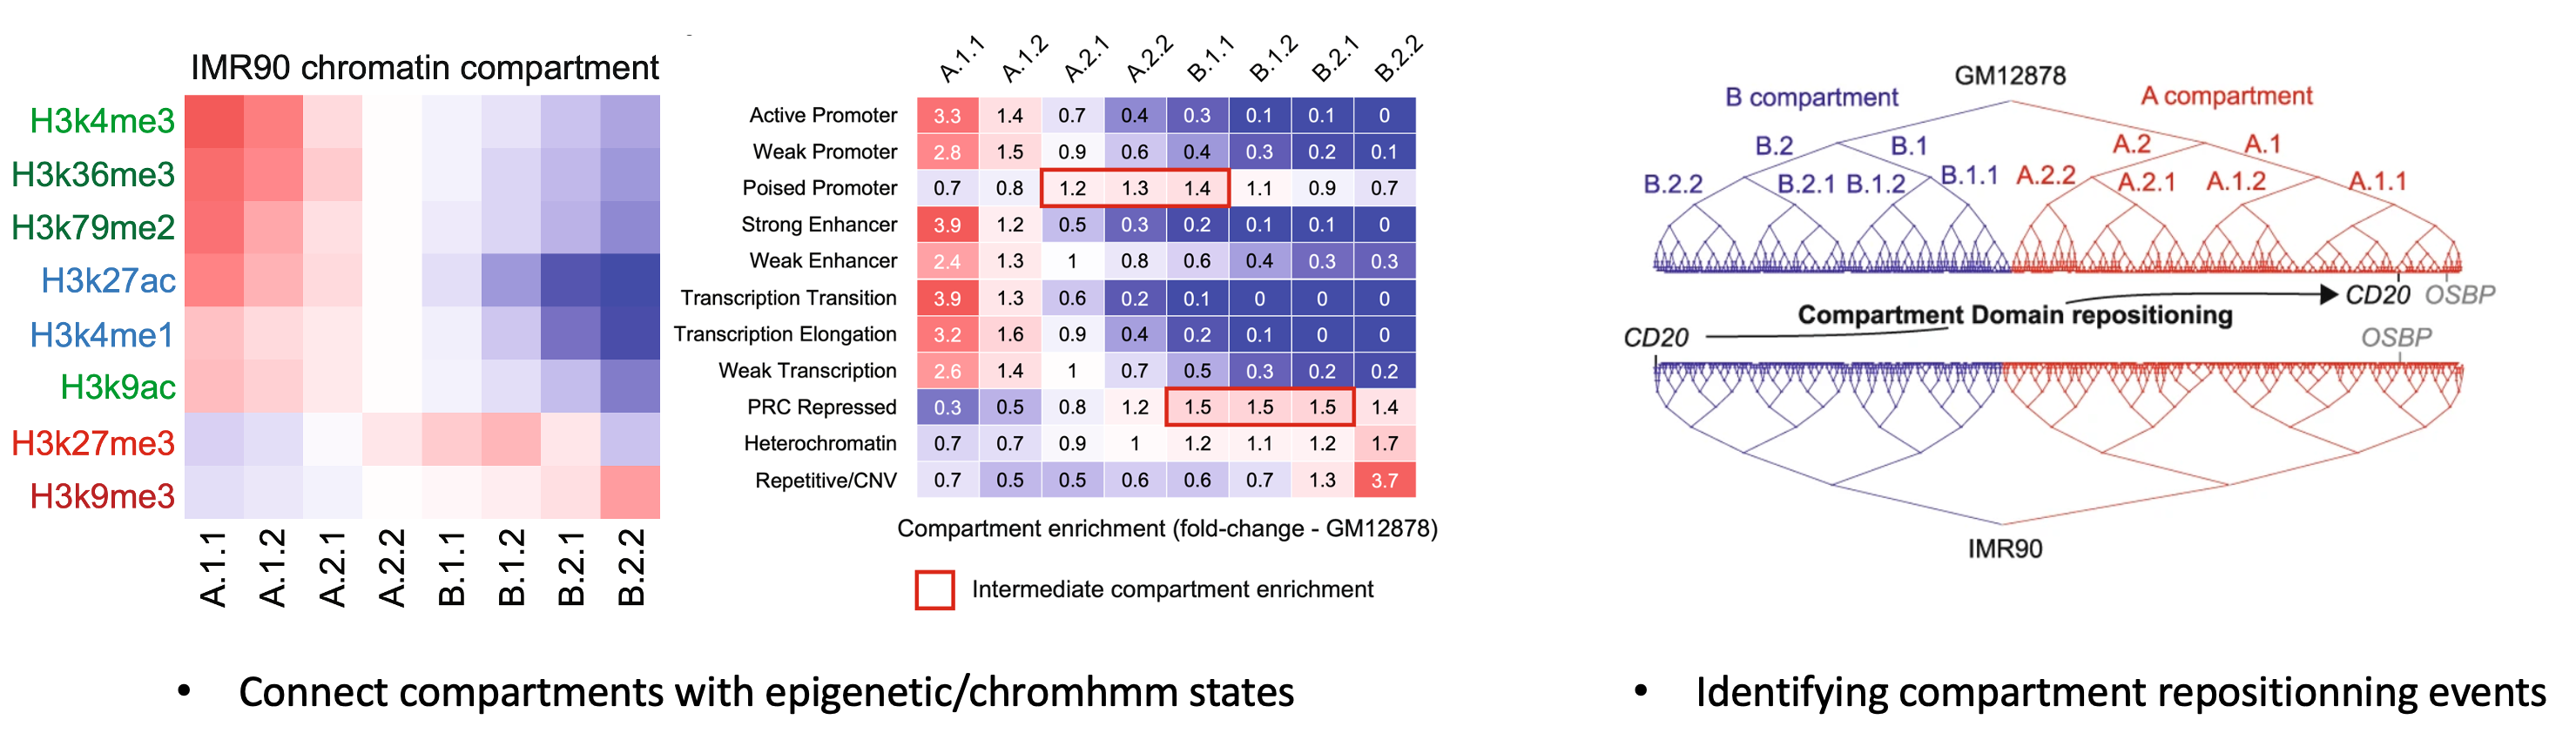 IMR90 chromatin compartment
H3k4me3
H3k36me3
H3k79me2
H3k27ac
H3k4me1
H3k9ac
H3k27me3
H3k9me3
A.1.1 A.1.2 A.2.1 A.2.2 B.1.1 B.1.2 B.2.1 B.2.2
A.1.1 A.1.2 A.2.1 A.2.2 B.1.1 B.1.2 B.2.1 B.2.2
Active Promoter 3.3 1.4 0.7 0.4 0.3 0.1 0.1 0
Weak Promoter 2.8 1.5 0.9 0.6 0.4 0.3 0.2 0.1
Poised Promoter 0.7 0.8 1.2 1.3 1.4 1.1 0.9 0.7
Strong Enhancer 3.9 1.2 0.5 0.3 0.2 0.1 0.1 0
Weak Enhancer 2.4 1.3 1 0.8 0.6 0.4 0.3 0.3
Transcription Transition 3.9 1.3 0.6 0.2 0.1 0 0 0
Transcription Elongation 3.2 1.6 0.9 0.4 0.2 0.1 0 0
Weak Transcription 2.6 1.4 1 0.7 0.5 0.3 0.2 0.2
PRC Repressed 0.3 0.5 0.8 1.2 1.5 1.5 1.5 1.4
Heterochromatin 0.7 0.7 0.9 1 1.2 1.1 1.2 1.7
Repetitive/CNV 0.7 0.5 0.5 0.6 0.6 0.7 1.3 3.7
Compartment enrichment (fold-change - GM12878)
Intermediate compartment enrichment
GM12878
B compartment A compartment
B.2 B.1 A.2 A.1
B.2.2 B.2.1 B.1.2 B.1.1 A.2.2 A.2.1 A.1.2 A.1.1
CD20 OSBP
Compartment Domain repositioning
CD20 OSBP
IMR90
• Connect compartments with epigenetic/chromhmm states
• Identifying compartment repositionning events